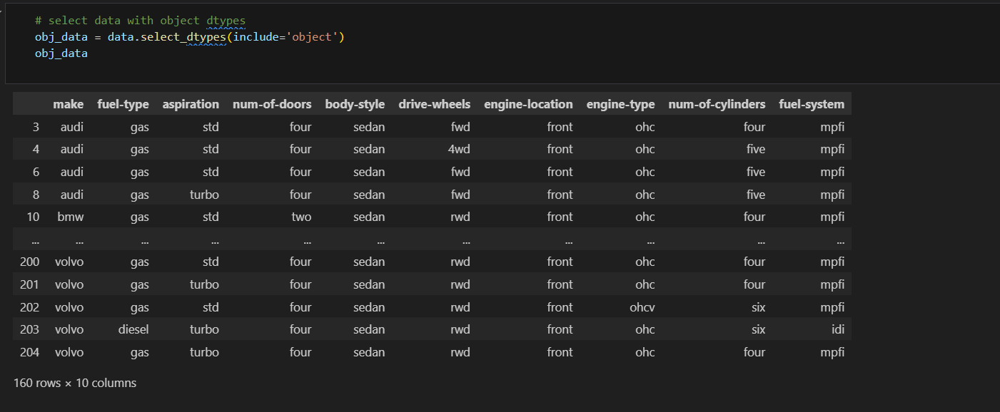 # select data with object dtypes
obj_data = data.select_dtypes(include='object')
obj_data
make fuel-type aspiration num-of-doors body-style drive-wheels engine-location engine-type num-of-cylinders fuel-system
3 audi gas std four sedan fwd front ohc four mpfi
4 audi gas std four sedan 4wd front ohc five mpfi
6 audi gas std four sedan fwd front ohc five mpfi
8 audi gas turbo four sedan fwd front ohc five mpfi
10 bmw gas std two sedan rwd front ohc four mpfi
... ... ... ... ... ... ... ... ... ... ...
200 volvo gas std four sedan rwd front ohc four mpfi
201 volvo gas turbo four sedan rwd front ohc four mpfi
202 volvo gas std four sedan rwd front ohcv six mpfi
203 volvo diesel turbo four sedan rwd front ohc six idi
204 volvo gas turbo four sedan rwd front ohc four mpfi
160 rows × 10 columns